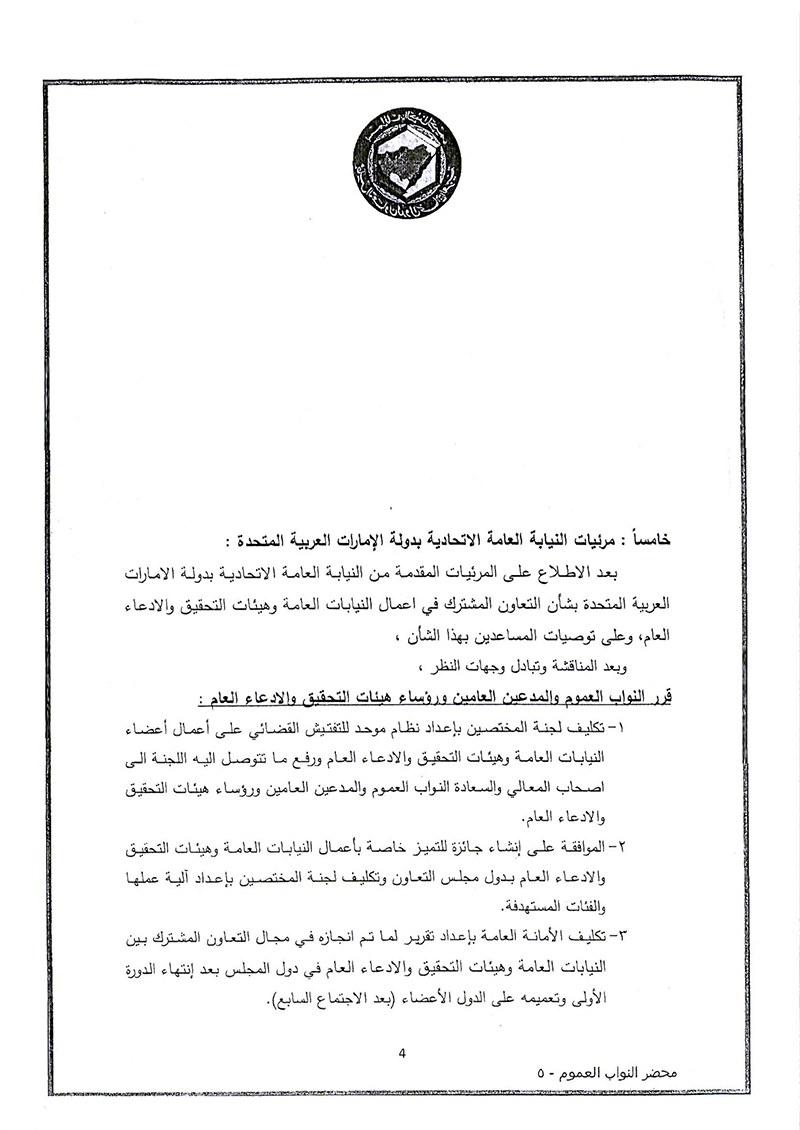 خامساً : مرئيات النيابة العامة الاتحادية بدولة الإمارات العربية المتحدة :
بعد الاطلاع على المرئيات المقدمة من النيابة العامة الاتحادية بدولة الامارات
العربية المتحدة بشأن التعاون المشترك في اعمال النيابات العامة وهيئات التحقيق والادعاء
العام، وعلى توصيات المساعدين بهذا الشأن ،
وبعد المناقشة وتبادل وجهات النظر ،
قرر النواب العموم والمدعين العامين ورؤساء هيئات التحقيق والادعاء العام :
١- تكليف لجنة المختصين بإعداد نظام موحد للتفتيش القضائي على أعمال أعضاء
النيابات العامة وهيئات التحقيق والادعاء العام ورفع ما تتوصل اليه اللجنة الى
اصحاب المعالي والسعادة النواب العموم والمدعين العامين ورؤساء هيئات التحقيق
والادعاء العام.
٢- الموافقة على إنشاء جائزة للتميز خاصة بأعمال النيابات العامة وهيئات التحقيق
والادعاء العام بدول مجلس التعاون وتكليف لجنة المختصين بإعداد آلية عملها
والفئات المستهدفة.
٣- تكليف الأمانة العامة بإعداد تقرير لما تم انجازه في مجال التعاون المشترك بين
النيابات العامة وهيئات التحقيق والادعاء العام في دول المجلس بعد إنتهاء الدورة
الأولى وتعميمه على الدول الأعضاء (بعد الاجتماع السابع).
4
محضر النواب العموم - ٥